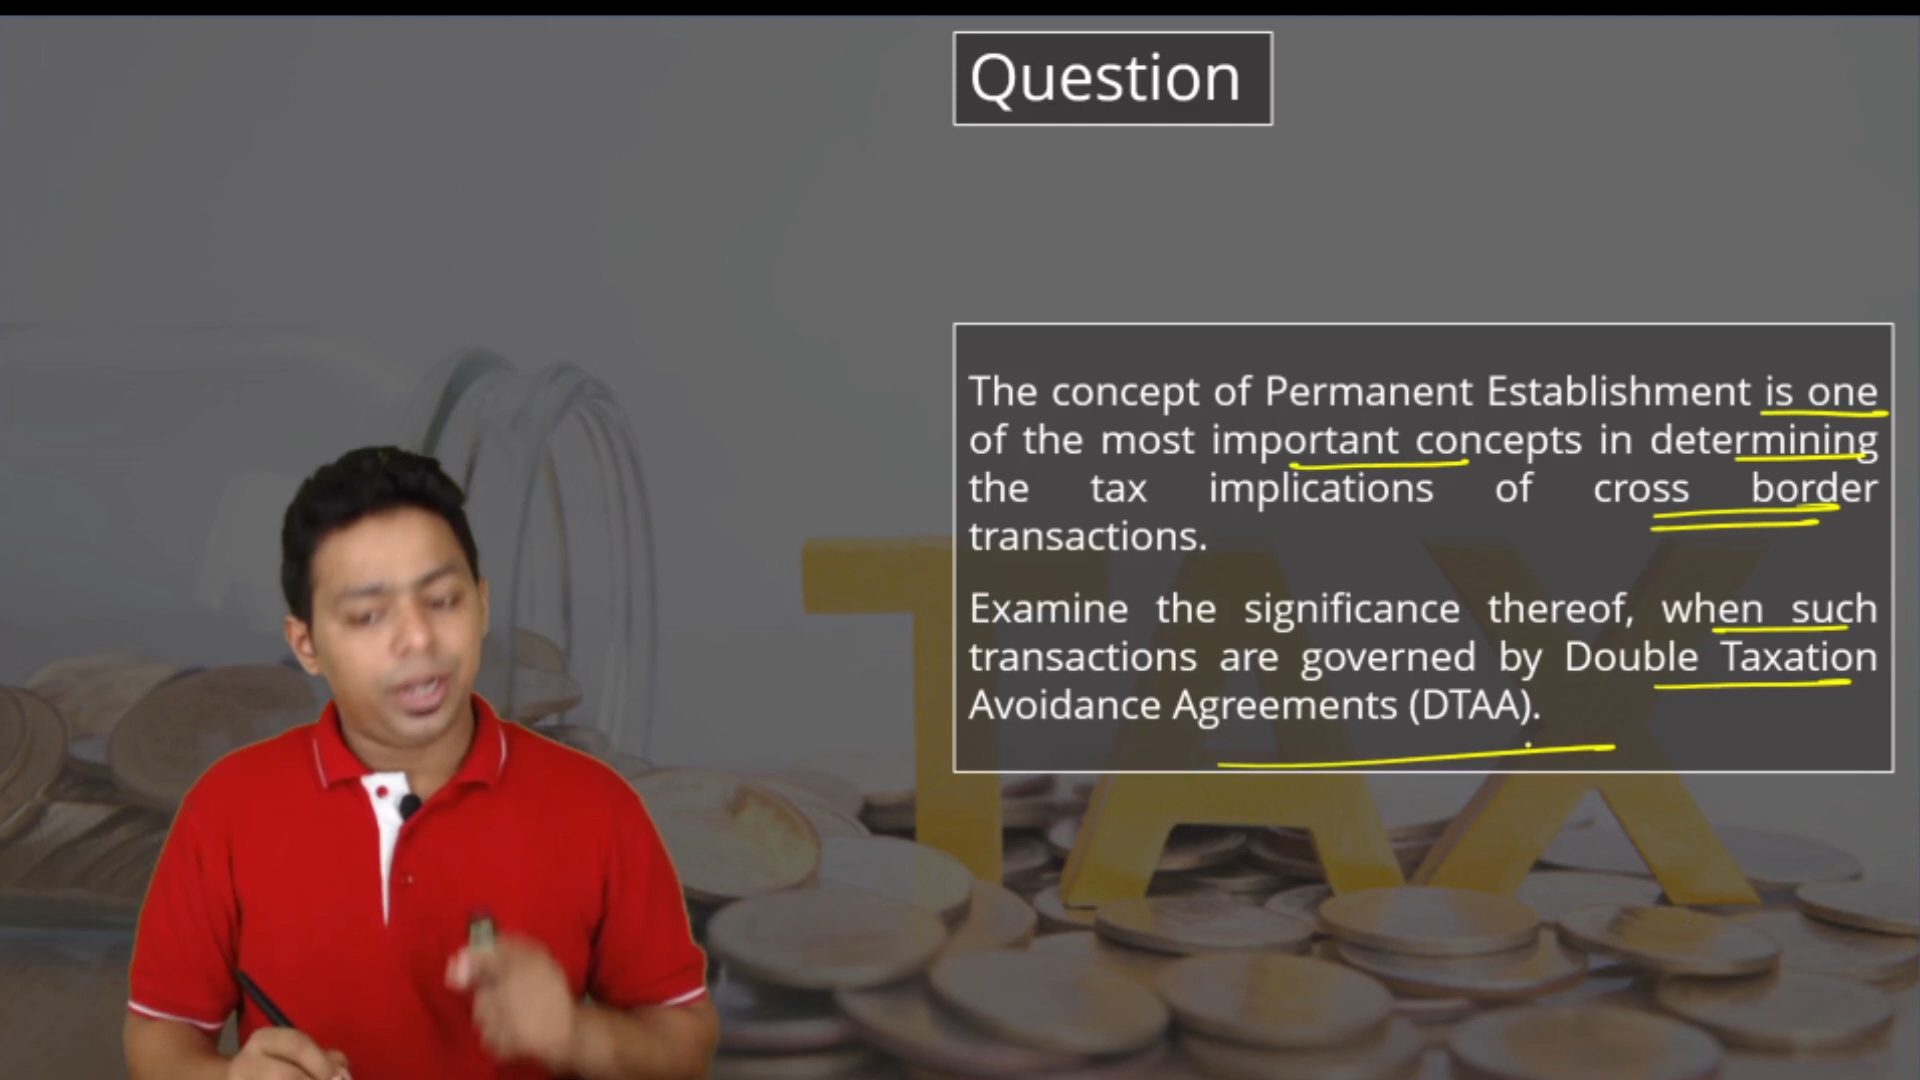 Question
The concept of Permanent Establishment is one
of the most important concepts in determining
the tax implications of cross border
transactions.
Examine the significance thereof, when such
transactions are governed by Double Taxation
Avoidance Agreements (DTAA).
TAX